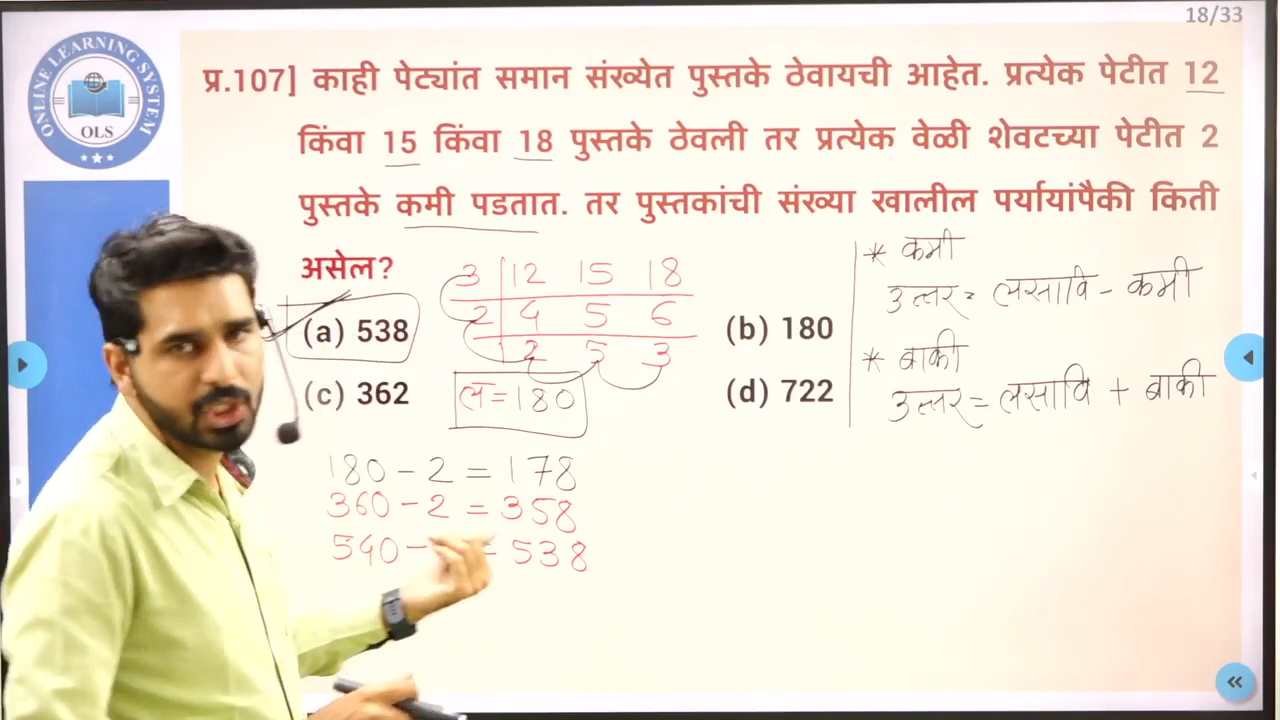 18/33
ONLINE LEARNING SYSTEM
OLS
प्र.107] काही पेट्यांत समान संख्येत पुस्तके ठेवायची आहेत. प्रत्येक पेटीत 12
किंवा 15 किंवा 18 पुस्तके ठेवली तर प्रत्येक वेळी शेवटच्या पेटीत 2
पुस्तके कमी पडतात. तर पुस्तकांची संख्या खालील पर्यायांपैकी किती
असेल?
(a) 538
(b) 180
(c) 362
(d) 722
3 12 15 18
2 4 5 6
2 5 3
ल=180
* कमी
उत्तर= लसावि - कमी
* बाकी
उत्तर= लसावि + बाकी
180-2=178
360-2=358
540- = 538